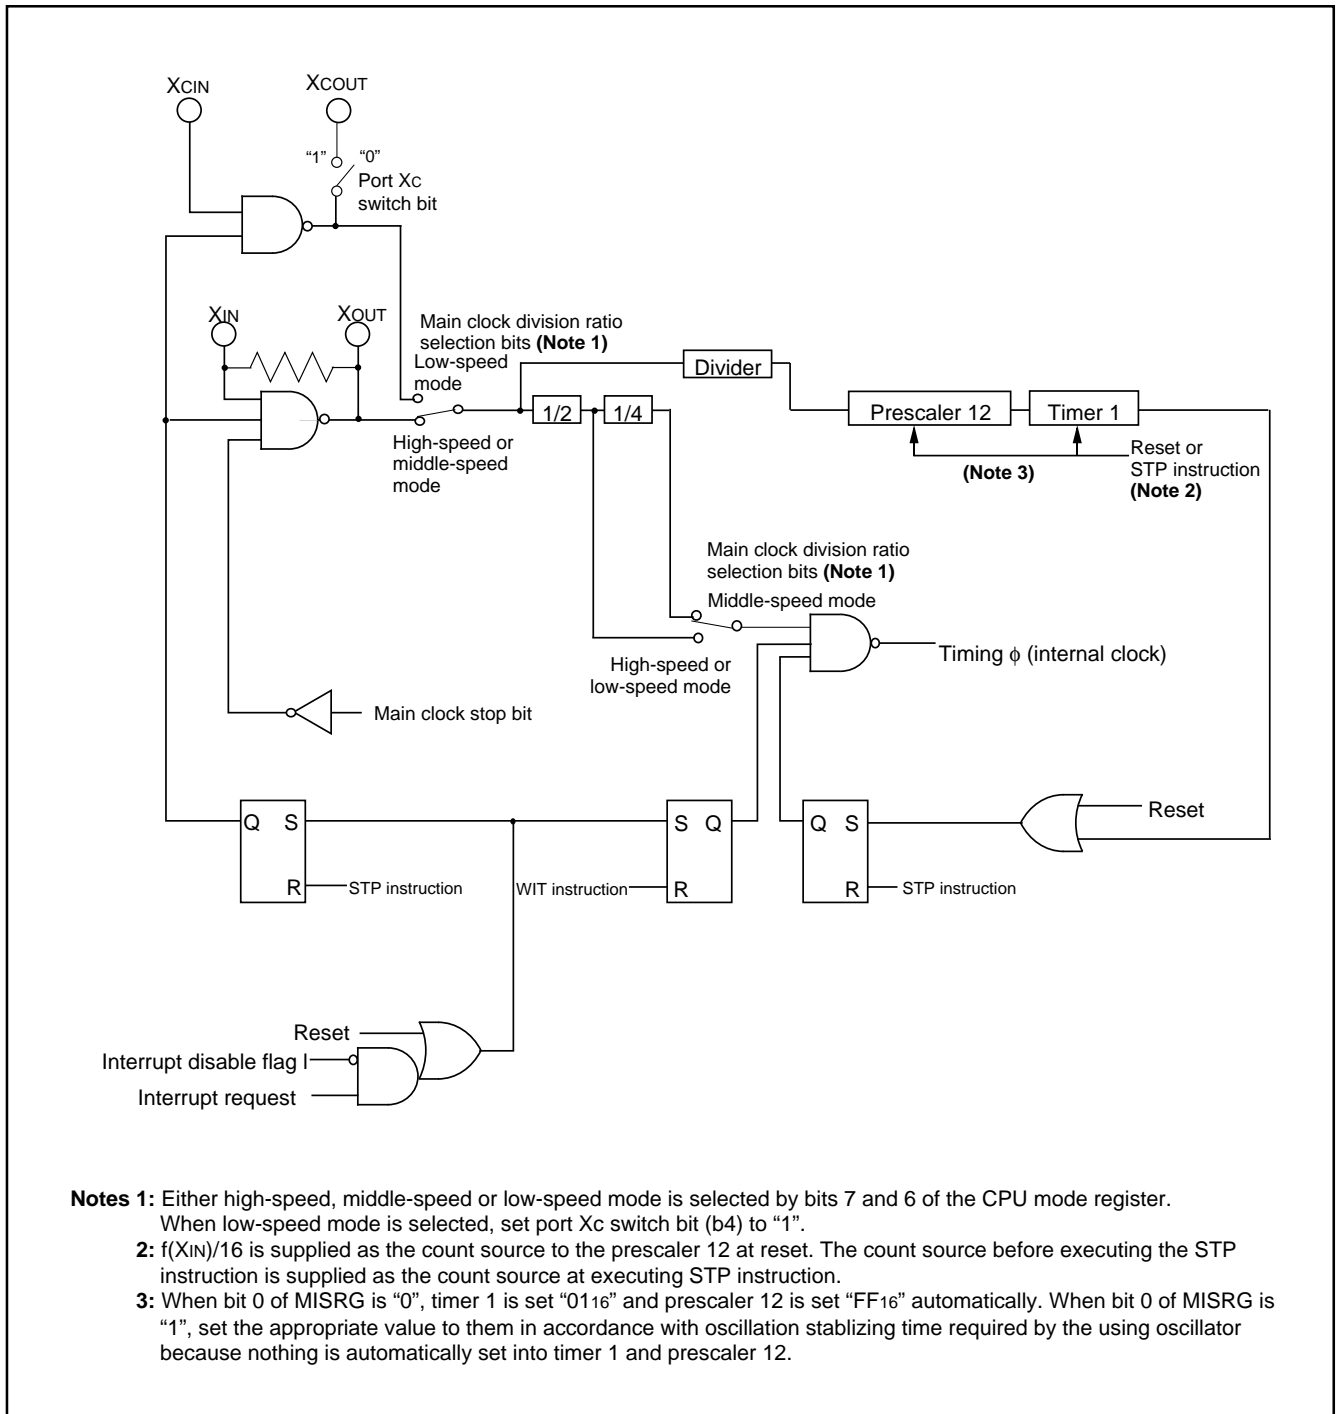 XCIN
XCOUT
“1” “0”
Port XC
switch bit
XIN
XOUT
Main clock division ratio
selection bits (Note 1)
Low-speed
mode
Divider
1/2
1/4
Prescaler 12
Timer 1
High-speed or
middle-speed
mode
(Note 3)
Reset or
STP instruction
(Note 2)
Main clock division ratio
selection bits (Note 1)
Middle-speed mode
High-speed or
low-speed mode
Timing ϕ (internal clock)
Main clock stop bit
Q S
R
STP instruction
WIT instruction
S Q
R
Q S
R
STP instruction
Reset
Reset
Interrupt disable flag I
Interrupt request
Notes 1: Either high-speed, middle-speed or low-speed mode is selected by bits 7 and 6 of the CPU mode register.
When low-speed mode is selected, set port Xc switch bit (b4) to “1”.
2: f(XIN)/16 is supplied as the count source to the prescaler 12 at reset. The count source before executing the STP
instruction is supplied as the count source at executing STP instruction.
3: When bit 0 of MISRG is “0”, timer 1 is set “0116” and prescaler 12 is set “FF16” automatically. When bit 0 of MISRG is
“1”, set the appropriate value to them in accordance with oscillation stablizing time required by the using oscillator
because nothing is automatically set into timer 1 and prescaler 12.